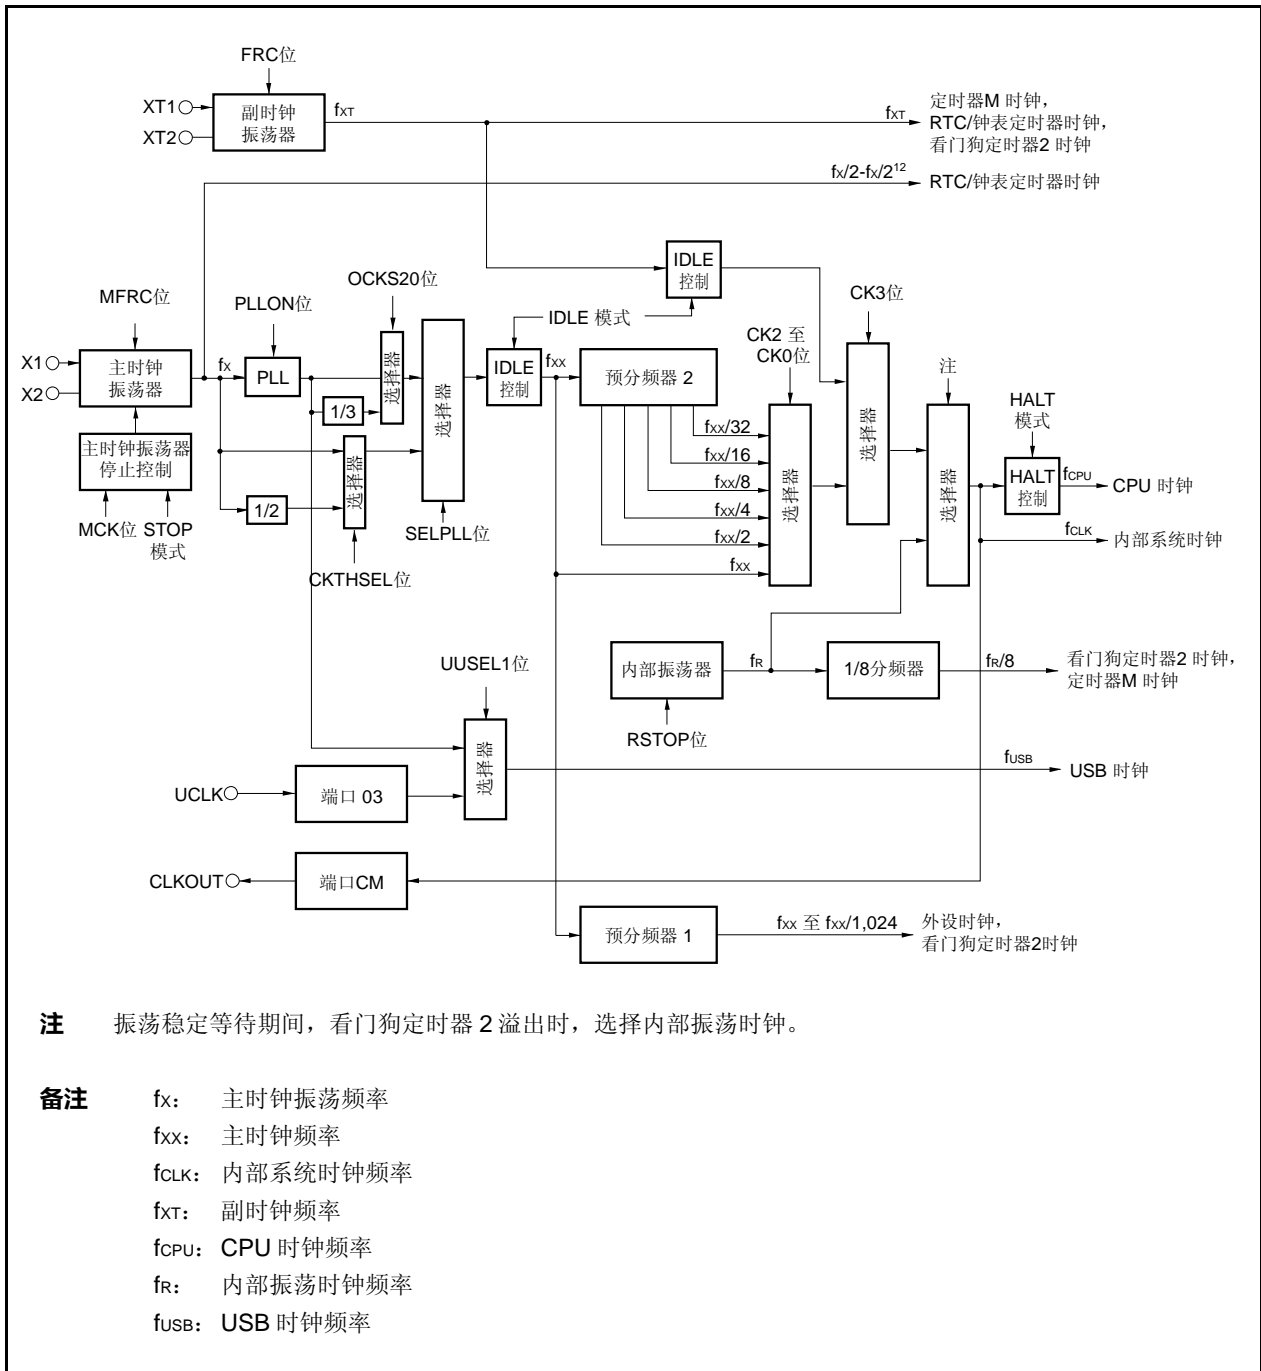 FRC位
XT1
XT2
副时钟
振荡器
fXT
fXT
定时器M 时钟，
RTC/钟表定时器时钟，
看门狗定时器2 时钟
fX/2-fX/2¹²
RTC/钟表定时器时钟
IDLE
控制
OCKS20位
MFRC位
PLLON位
IDLE 模式
CK3位
CK2 至
CK0位
X1
X2
主时钟
振荡器
fX
PLL
选择器
选择器
IDLE
控制
fXX
预分频器 2
选择器
注
HALT
模式
1/3
主时钟振荡器
停止控制
选择器
1/2
fXX/32
fXX/16
fXX/8
fXX/4
fXX/2
fXX
选择器
选择器
HALT
控制
fCPU
CPU 时钟
fCLK
内部系统时钟
MCK位
STOP
模式
SELPLL位
CKTHSEL位
UUSEL1位
内部振荡器
fR
1/8分频器
fR/8
看门狗定时器2 时钟，
定时器M 时钟
RSTOP位
选择器
fUSB
USB 时钟
UCLK
端口 03
CLKOUT
端口CM
预分频器 1
fXX 至 fXX/1,024
外设时钟，
看门狗定时器2时钟
注 振荡稳定等待期间，看门狗定时器 2 溢出时，选择内部振荡时钟。
备注 fX： 主时钟振荡频率
fXX： 主时钟频率
fCLK： 内部系统时钟频率
fXT： 副时钟频率
fCPU： CPU 时钟频率
fR： 内部振荡时钟频率
fUSB： USB 时钟频率